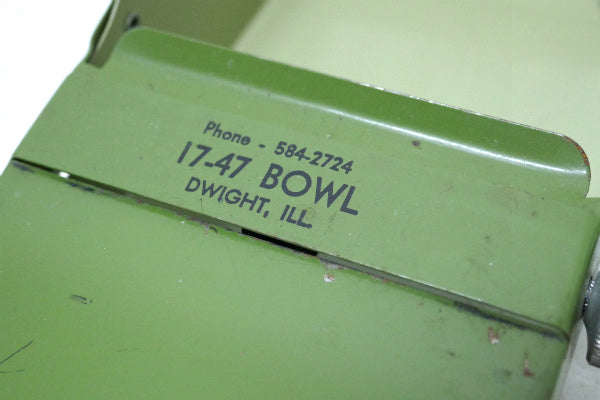 Phone - 584-2724
17-47 BOWL
DWIGHT, ILL.